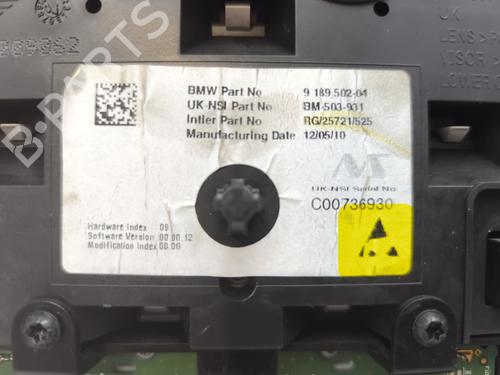 UK
LENS > P
VISOR >
LOWER
BMW Part No 9 189 502-04
UK-NSI Part No BM-503-931
Intier Part No RG/25721/525
Manufacturing Date 12/05/10
UK-NSI Serial No
C00736930
Hardware Index 09
Software Version 00.00.12
Modification Index 00.00
B-PARTS